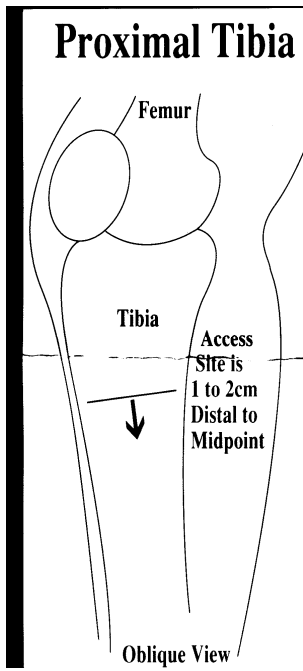 Proximal Tibia
Femur
Tibia
Access
Site is
1 to 2cm
Distal to
Midpoint
Oblique View